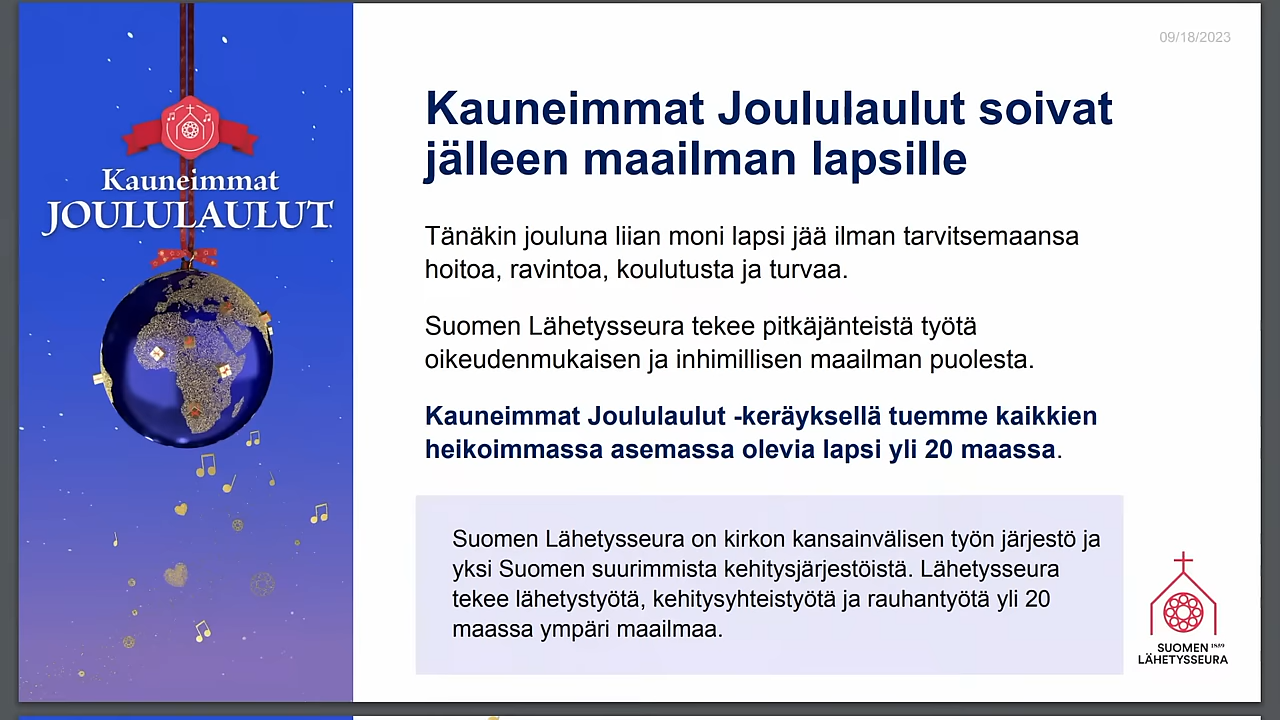 09/18/2023
Kauneimmat
JOULULAULUT
Kauneimmat Joululaulut soivat
jälleen maailman lapsille
Tänäkin jouluna liian moni lapsi jää ilman tarvitsemaansa
hoitoa, ravintoa, koulutusta ja turvaa.
Suomen Lähetysseura tekee pitkäjänteistä työtä
oikeudenmukaisen ja inhimillisen maailman puolesta.
Kauneimmat Joululaulut -keräyksellä tuemme kaikkien
heikoimmassa asemassa olevia lapsi yli 20 maassa.
Suomen Lähetysseura on kirkon kansainvälisen työn järjestö ja
yksi Suomen suurimmista kehitysjärjestöistä. Lähetysseura
tekee lähetystyötä, kehitysyhteistyötä ja rauhantyötä yli 20
maassa ympäri maailmaa.
SUOMEN 1859
LÄHETYSSEURA